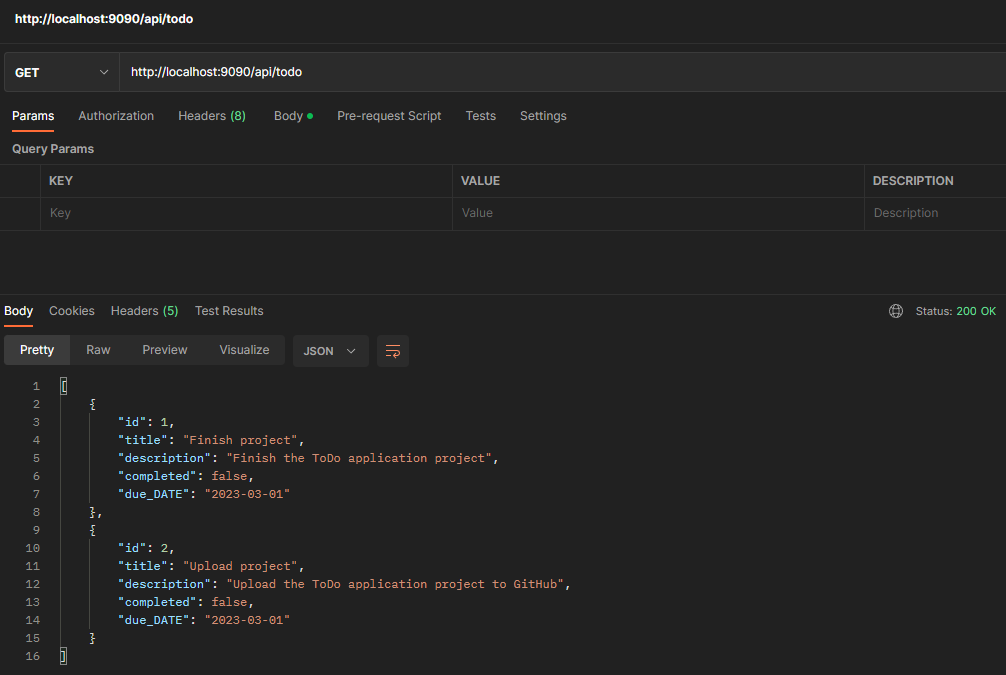 http://localhost:9090/api/todo
GET http://localhost:9090/api/todo
Params Authorization Headers (8) Body Pre-request Script Tests Settings
Query Params
KEY VALUE DESCRIPTION
Key Value Description
Body Cookies Headers (5) Test Results Status: 200 OK
Pretty Raw Preview Visualize JSON
1 [
2 {
3 "id": 1,
4 "title": "Finish project",
5 "description": "Finish the ToDo application project",
6 "completed": false,
7 "due_DATE": "2023-03-01"
8 },
9 {
10 "id": 2,
11 "title": "Upload project",
12 "description": "Upload the ToDo application project to GitHub",
13 "completed": false,
14 "due_DATE": "2023-03-01"
15 }
16 ]